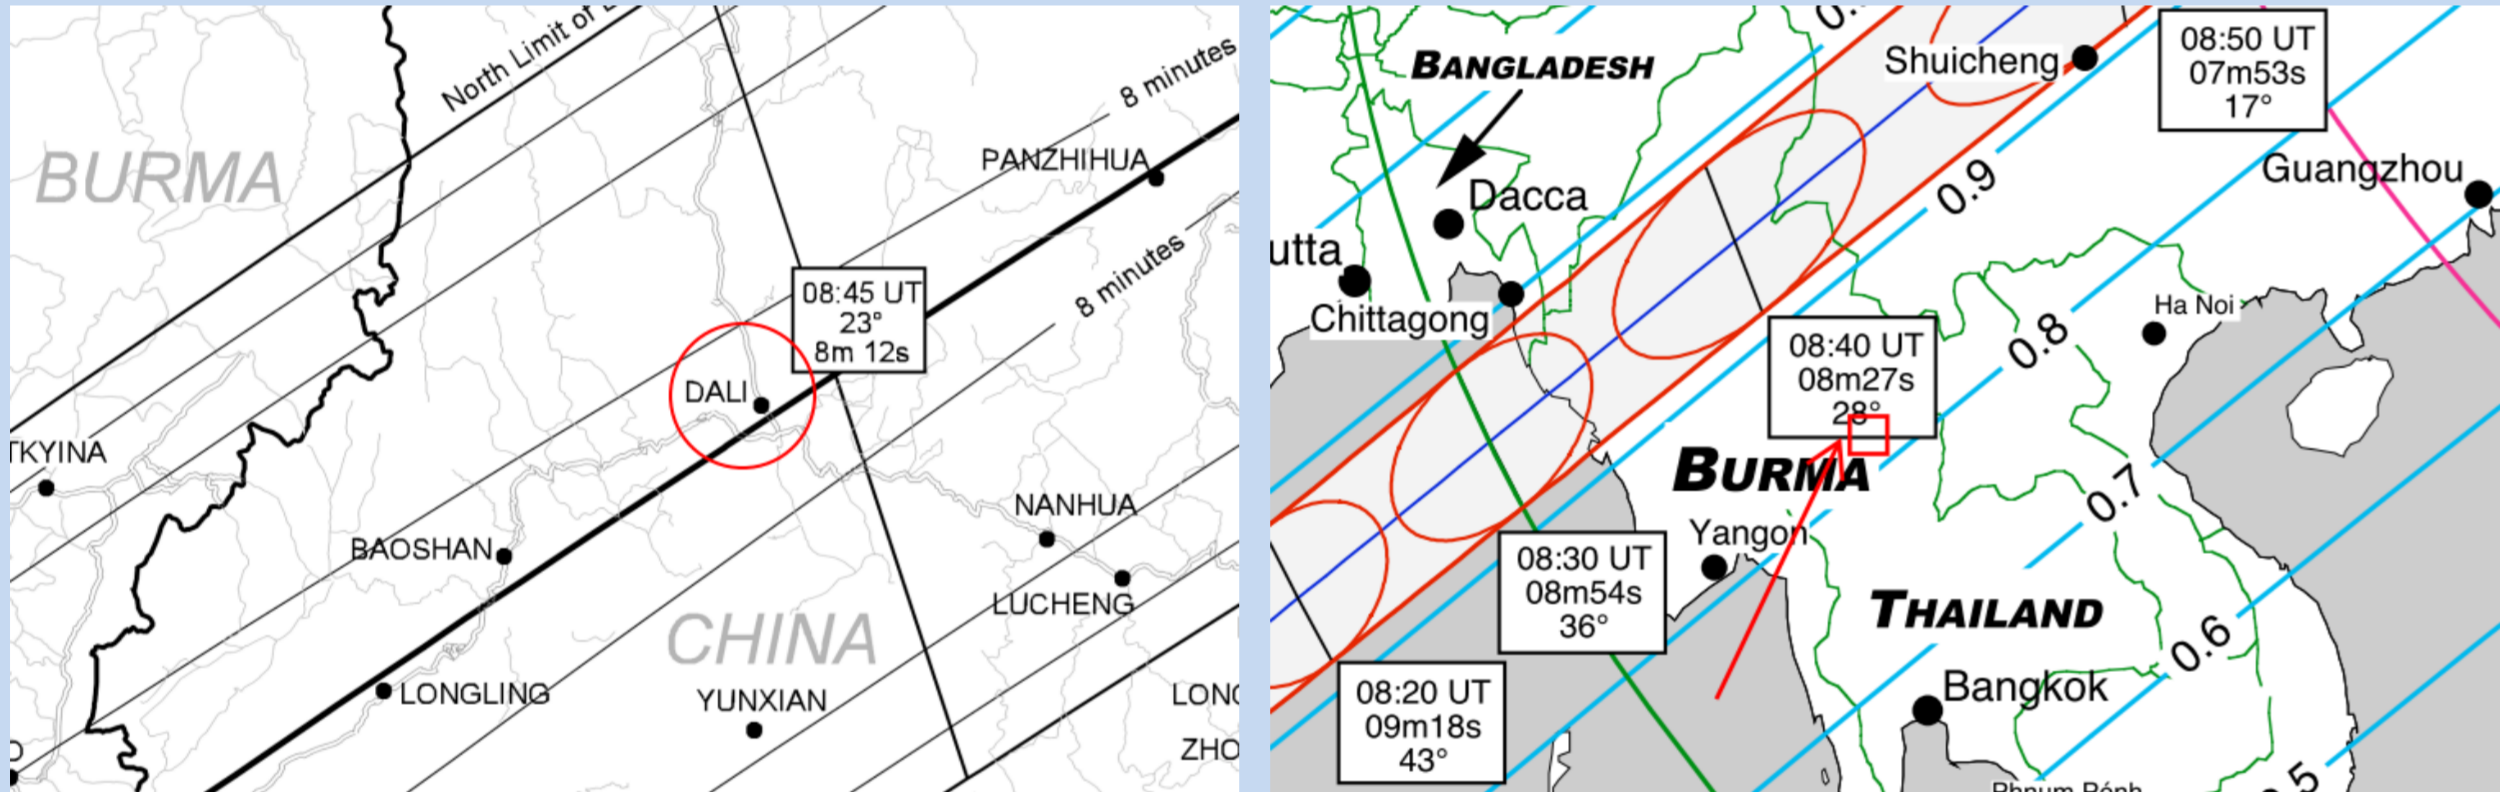 North Limit of
8 minutes
BURMA
PANZHIHUA
8 minutes
08:45 UT
23°
8m 12s
DALI
TKYINA
NANHUA
BAOSHAN
LUCHENG
CHINA
LONGLING
YUNXIAN
LONG
ZHO
BANGLADESH
Shuicheng
08:50 UT
07m53s
17°
0.9
Guangzhou
Dacca
utta
Chittagong
Ha Noi
0.8
08:40 UT
08m27s
28°
BURMA
0.7
Yangon
08:30 UT
08m54s
36°
THAILAND
0.6
08:20 UT
09m18s
43°
Bangkok